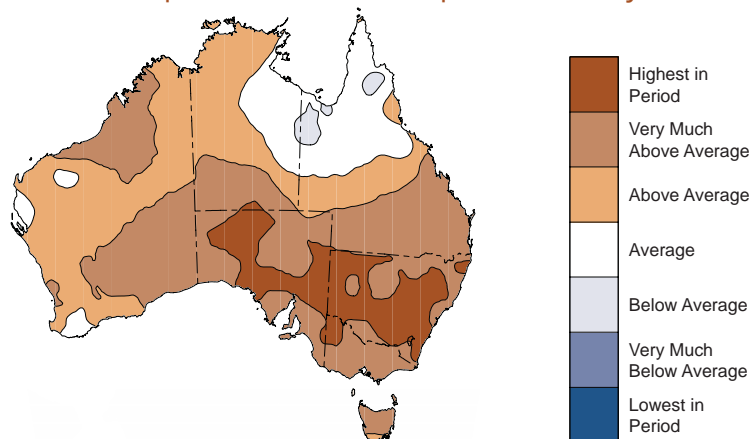 Highest in
Period
Very Much
Above Average
Above Average
Average
Below Average
Very Much
Below Average
Lowest in
Period